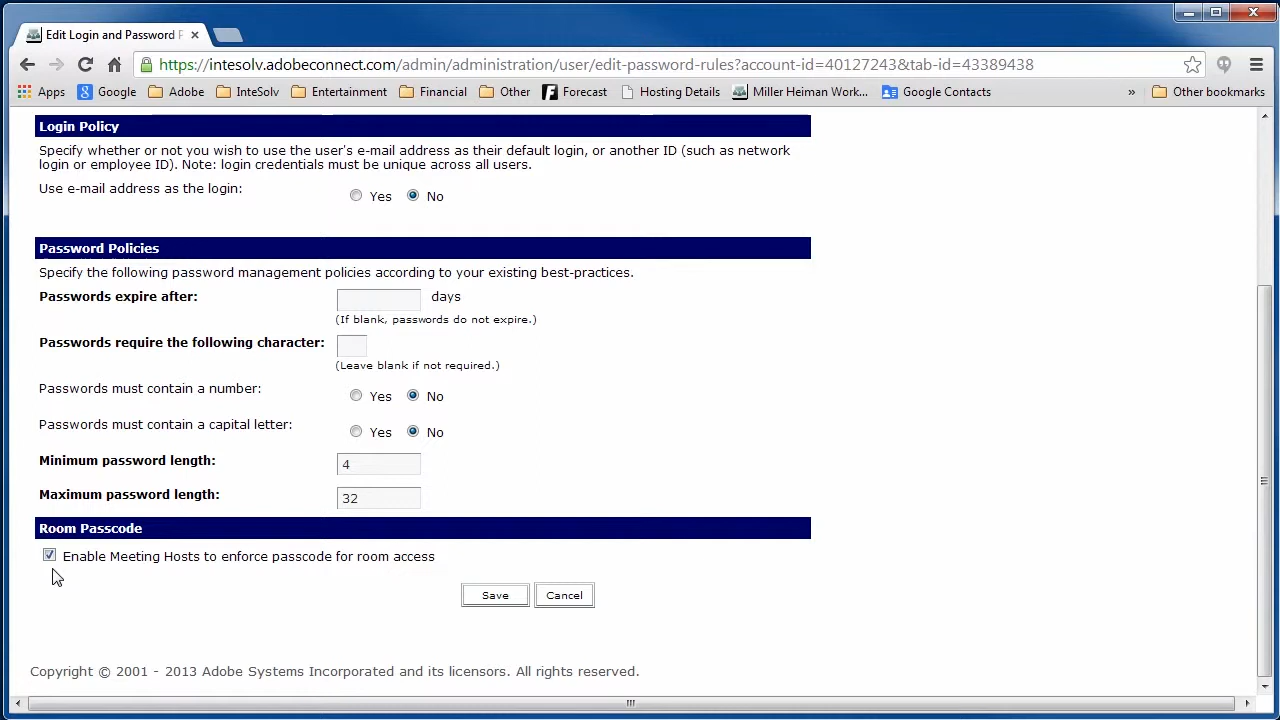 Edit Login and Password P
https://intesolv.adobeconnect.com/admin/administration/user/edit-password-rules?account-id=40127243&tab-id=43389438
Apps Google Adobe InteSolv Entertainment Financial Other Forecast Hosting Details Miller Heiman Work... Google Contacts » Other bookmarks
Login Policy
Specify whether or not you wish to use the user's e-mail address as their default login, or another ID (such as network
login or employee ID). Note: login credentials must be unique across all users.
Use e-mail address as the login: Yes No
Password Policies
Specify the following password management policies according to your existing best-practices.
Passwords expire after: days
(If blank, passwords do not expire.)
Passwords require the following character:
(Leave blank if not required.)
Passwords must contain a number: Yes No
Passwords must contain a capital letter: Yes No
Minimum password length: 4
Maximum password length: 32
Room Passcode
Enable Meeting Hosts to enforce passcode for room access
Save Cancel
Copyright © 2001 - 2013 Adobe Systems Incorporated and its licensors. All rights reserved.